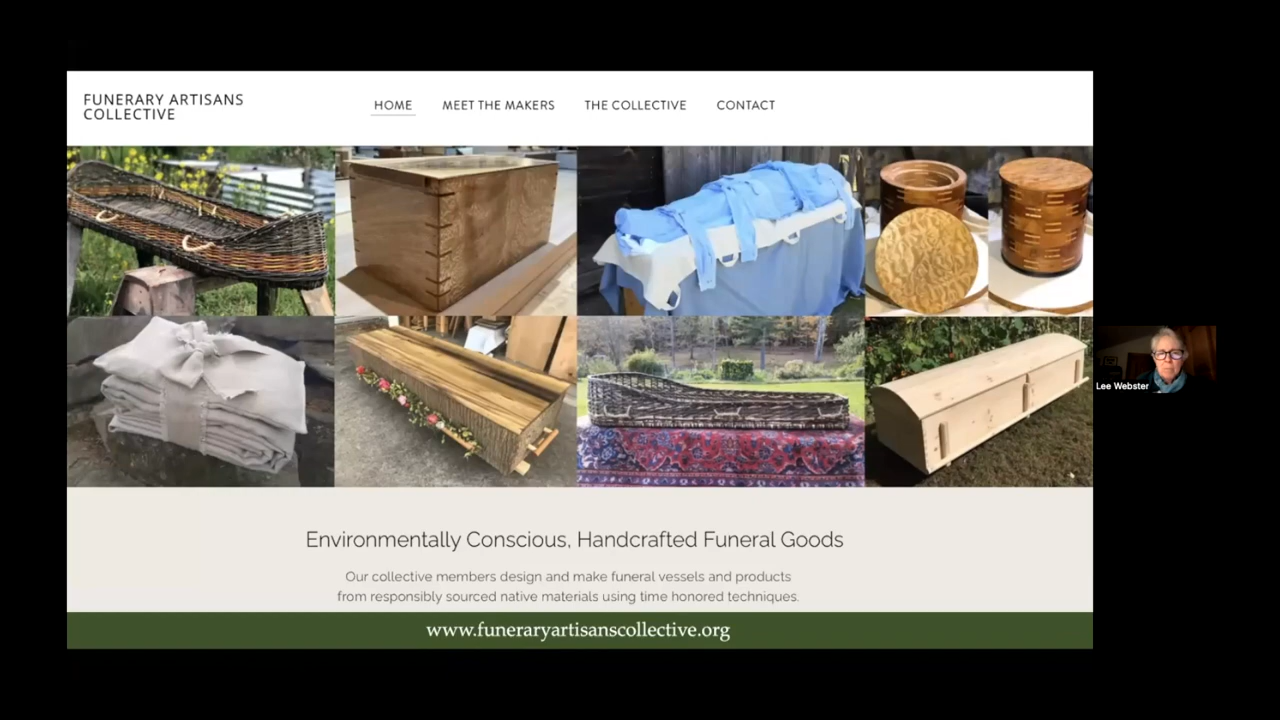 FUNERARY ARTISANS
COLLECTIVE
HOME MEET THE MAKERS THE COLLECTIVE CONTACT
Lee Webster
Environmentally Conscious, Handcrafted Funeral Goods
Our collective members design and make funeral vessels and products
from responsibly sourced native materials using time honored techniques.
www.funeraryartisanscollective.org